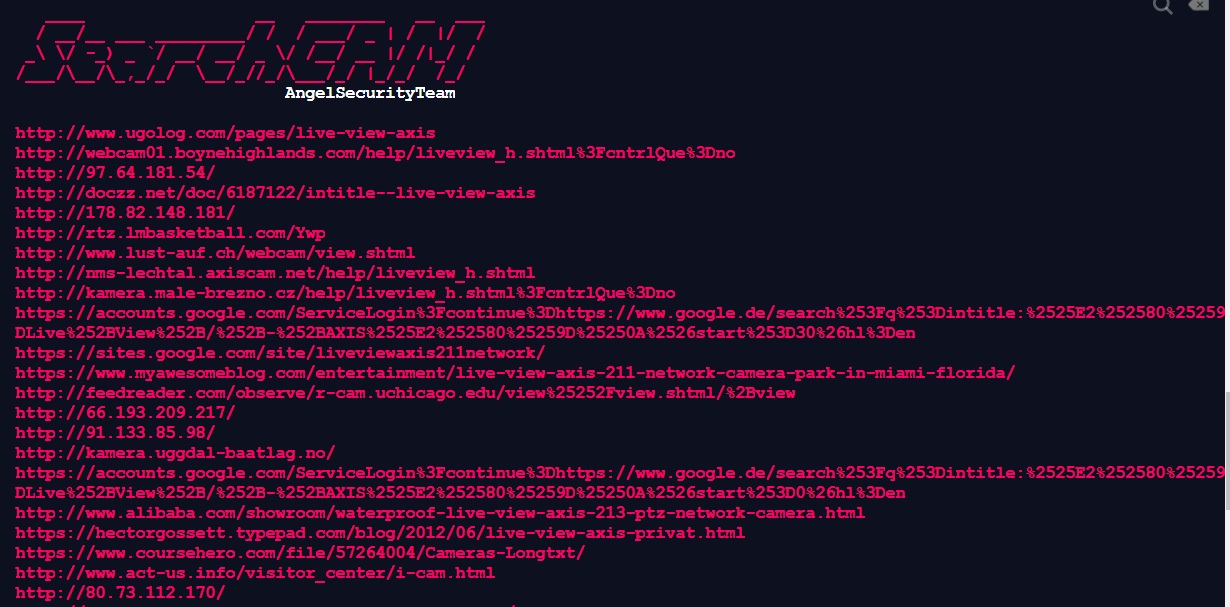 SearchCAM
AngelSecurityTeam
http://www.ugolog.com/pages/live-view-axis
http://webcam01.boynehighlands.com/help/liveview_h.shtml%3FcntrlQue%3Dno
http://97.64.181.54/
http://doczz.net/doc/6187122/intitle--live-view-axis
http://178.82.148.181/
http://rtz.lmbasketball.com/Ywp
http://www.lust-auf.ch/webcam/view.shtml
http://nms-lechtal.axiscam.net/help/liveview_h.shtml
http://kamera.male-brezno.cz/help/liveview_h.shtml%3FcntrlQue%3Dno
https://accounts.google.com/ServiceLogin%3Fcontinue%3Dhttps://www.google.de/search%253Fq%253Dintitle:%2525E2%252580%25259
DLive%252BView%252B/%252B-%252BAXIS%2525E2%252580%25259D%25250A%2526start%253D30%26hl%3Den
https://sites.google.com/site/liveviewaxis211network/
https://www.myawesomeblog.com/entertainment/live-view-axis-211-network-camera-park-in-miami-florida/
http://feedreader.com/observe/r-cam.uchicago.edu/view%25252Fview.shtml/%2Bview
http://66.193.209.217/
http://91.133.85.98/
http://kamera.uggdal-baatlag.no/
https://accounts.google.com/ServiceLogin%3Fcontinue%3Dhttps://www.google.de/search%253Fq%253Dintitle:%2525E2%252580%25259
DLive%252BView%252B/%252B-%252BAXIS%2525E2%252580%25259D%25250A%2526start%253D0%26hl%3Den
http://www.alibaba.com/showroom/waterproof-live-view-axis-213-ptz-network-camera.html
https://hectorgossett.typepad.com/blog/2012/06/live-view-axis-privat.html
https://www.coursehero.com/file/57264004/Cameras-Longtxt/
http://www.act-us.info/visitor_center/i-cam.html
http://80.73.112.170/